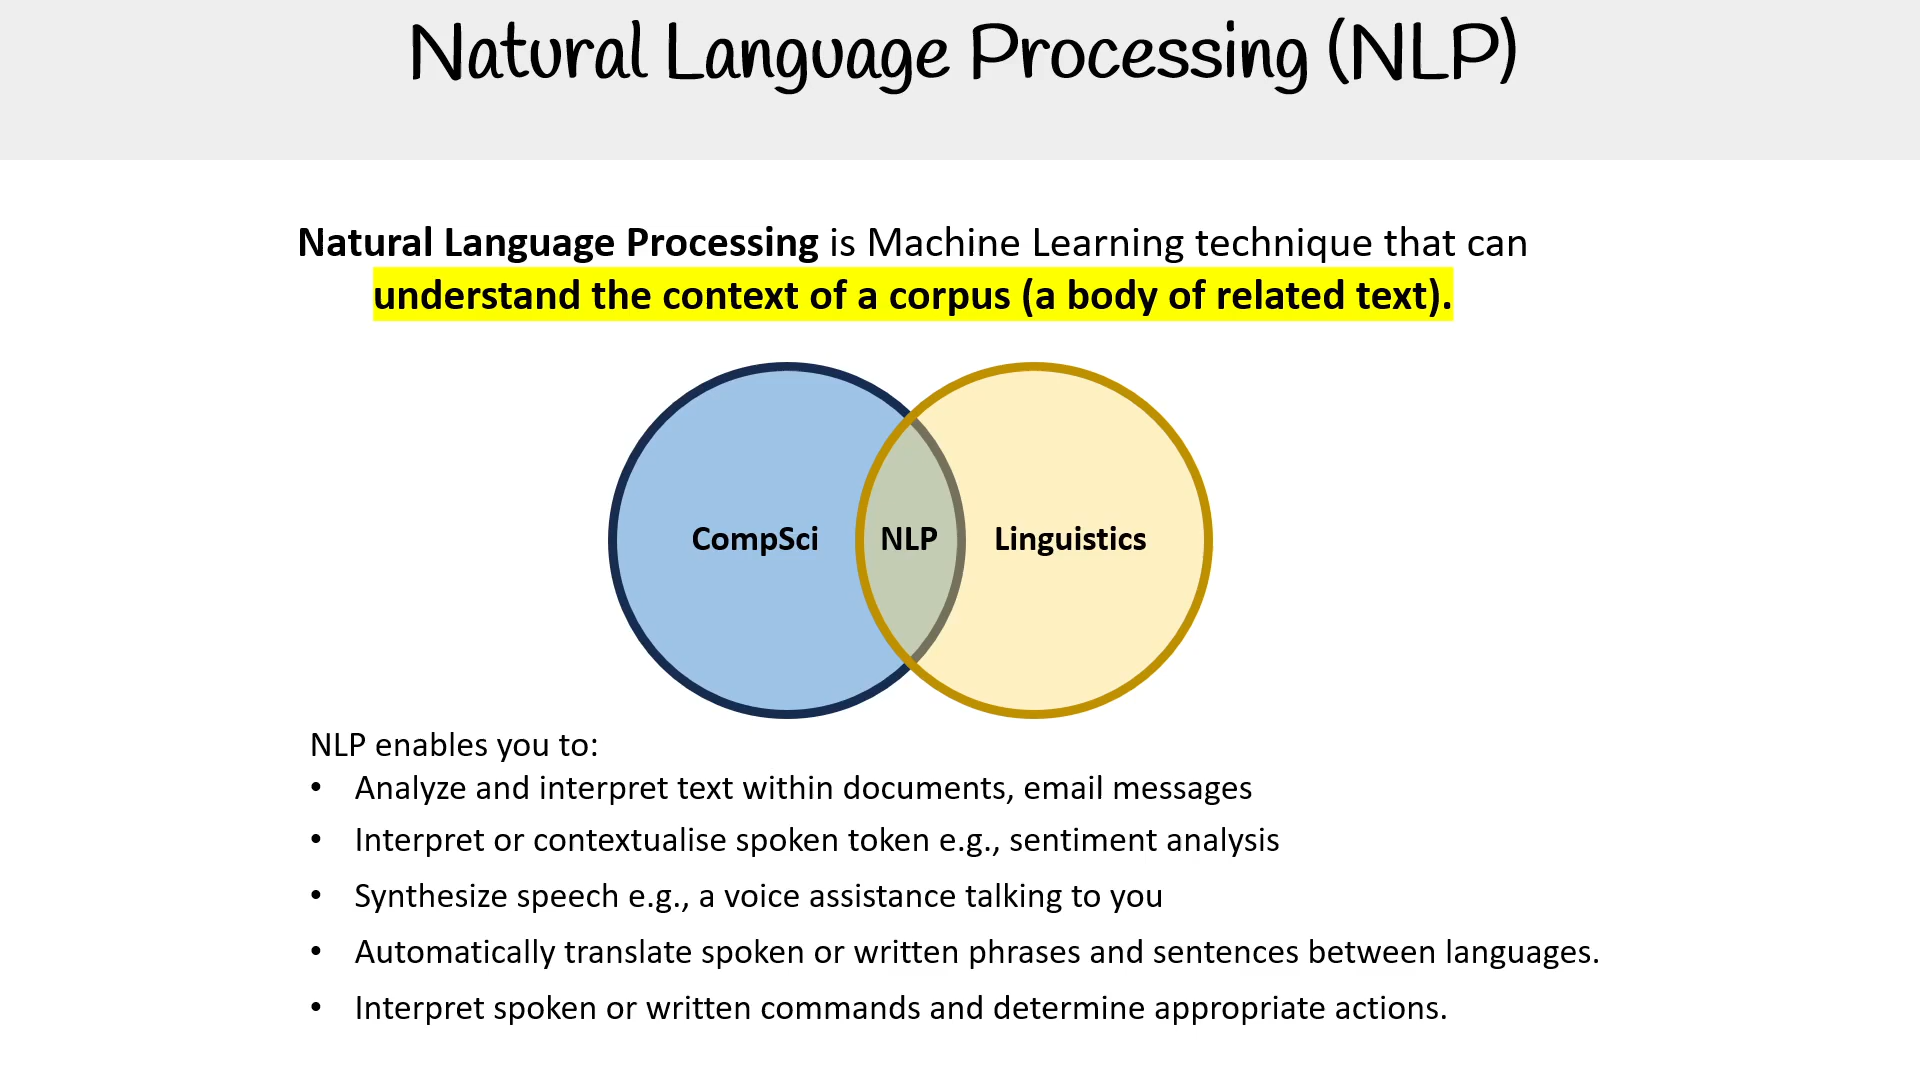 Natural Language Processing (NLP)
Natural Language Processing is Machine Learning technique that can
understand the context of a corpus (a body of related text).
CompSci NLP Linguistics
NLP enables you to:
• Analyze and interpret text within documents, email messages
• Interpret or contextualise spoken token e.g., sentiment analysis
• Synthesize speech e.g., a voice assistance talking to you
• Automatically translate spoken or written phrases and sentences between languages.
• Interpret spoken or written commands and determine appropriate actions.